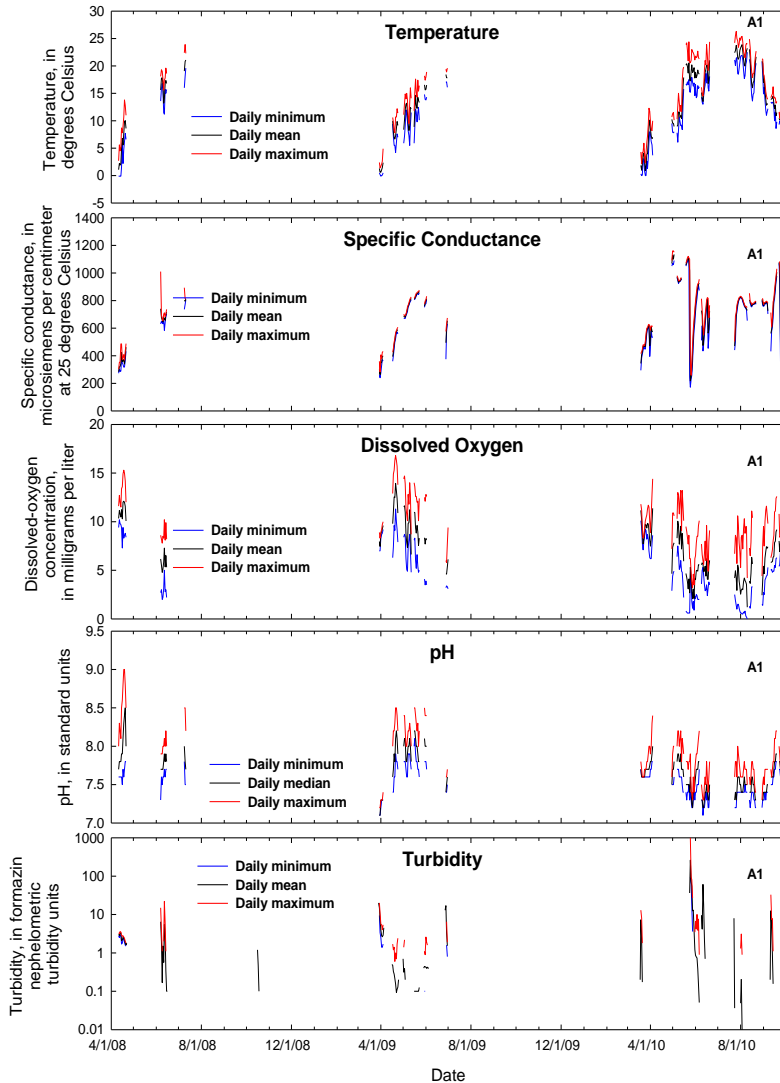 A1
Temperature
30
25
20
15
10
5
0
-5
Temperature, in
degrees Celsius
Daily minimum
Daily mean
Daily maximum
Specific Conductance
A1
1400
1200
1000
800
600
400
200
0
Specific conductance, in
microsiemens per centimeter
at 25 degrees Celsius
Daily minimum
Daily mean
Daily maximum
Dissolved Oxygen
A1
20
15
10
5
0
Dissolved-oxygen
concentration,
in milligrams per liter
Daily minimum
Daily mean
Daily maximum
pH
A1
9.5
9.0
8.5
8.0
7.5
7.0
pH, in standard units
Daily minimum
Daily median
Daily maximum
Turbidity
A1
1000
100
10
1
0.1
0.01
Turbidity, in formazin
nephelometric
turbidity units
Daily minimum
Daily mean
Daily maximum
4/1/08 8/1/08 12/1/08 4/1/09 8/1/09 12/1/09 4/1/10 8/1/10
Date